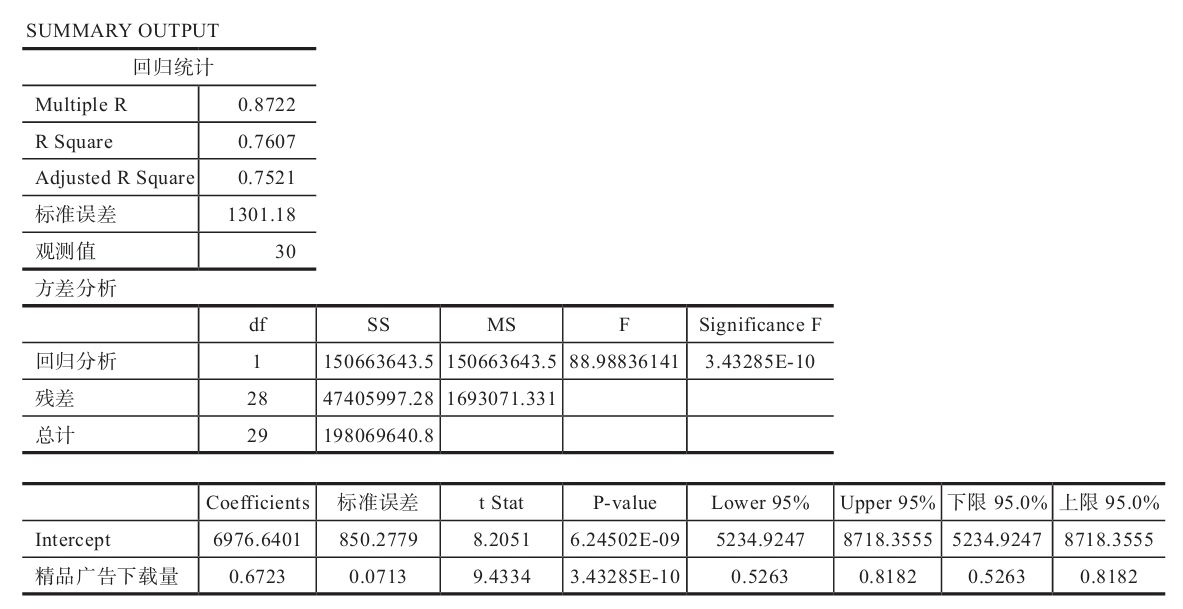 SUMMARY OUTPUT
回归统计
Multiple R 0.8722
R Square 0.7607
Adjusted R Square 0.7521
标准误差 1301.18
观测值 30
方差分析
df SS MS F Significance F
回归分析 1 150663643.5 150663643.5 88.98836141 3.43285E-10
残差 28 47405997.28 1693071.331
总计 29 198069640.8
Coefficients 标准误差 t Stat P-value Lower 95% Upper 95% 下限 95.0% 上限 95.0%
Intercept 6976.6401 850.2779 8.2051 6.24502E-09 5234.9247 8718.3555 5234.9247 8718.3555
精品广告下载量 0.6723 0.0713 9.4334 3.43285E-10 0.5263 0.8182 0.5263 0.8182